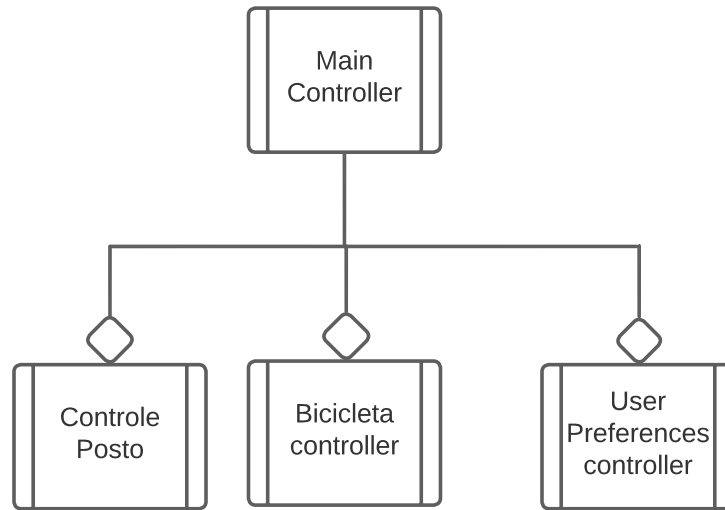 Main
Controller
Controle
Posto
Bicicleta
controller
User
Preferences
controller